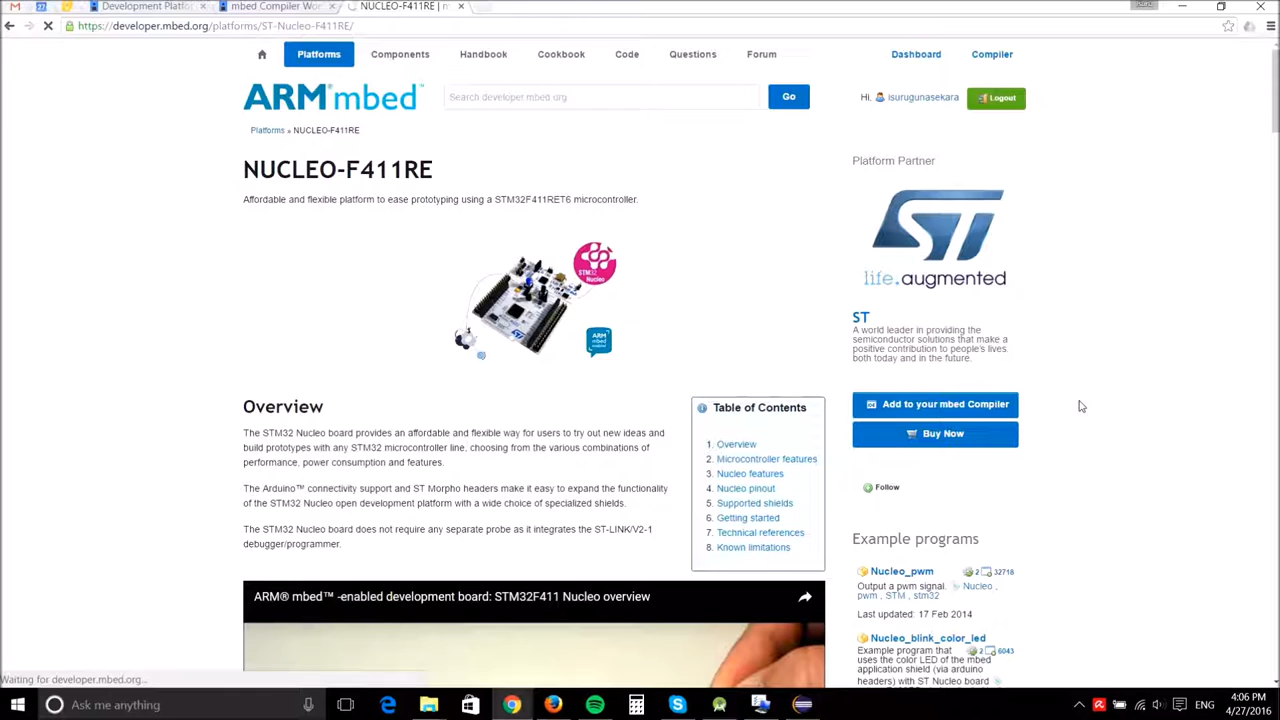 Development Platfor
mbed Compiler Wo
NUCLEO-F411RE | m
https://developer.mbed.org/platforms/ST-Nucleo-F411RE/
Platforms
Components
Handbook
Cookbook
Code
Questions
Forum
Dashboard
Compiler
ARM®mbed™
Search developer.mbed.org
Go
Hi, isurugunasekara
Logout
Platforms » NUCLEO-F411RE
NUCLEO-F411RE
Affordable and flexible platform to ease prototyping using a STM32F411RET6 microcontroller.
STM32
Nucleo
ARM
mbed
enabled
Platform Partner
ST
life.augmented
ST
A world leader in providing the
semiconductor solutions that make a
positive contribution to people's lives,
both today and in the future.
Add to your mbed Compiler
Buy Now
Follow
Overview
The STM32 Nucleo board provides an affordable and flexible way for users to try out new ideas and
build prototypes with any STM32 microcontroller line, choosing from the various combinations of
performance, power consumption and features.
The Arduino™ connectivity support and ST Morpho headers make it easy to expand the functionality
of the STM32 Nucleo open development platform with a wide choice of specialized shields.
The STM32 Nucleo board does not require any separate probe as it integrates the ST-LINK/V2-1
debugger/programmer.
Table of Contents
1. Overview
2. Microcontroller features
3. Nucleo features
4. Nucleo pinout
5. Supported shields
6. Getting started
7. Technical references
8. Known limitations
ARM® mbed™ -enabled development board: STM32F411 Nucleo overview
Example programs
Nucleo_pwm 2 32718
Output a pwm signal. Nucleo ,
pwm , STM , stm32
Last updated: 17 Feb 2014
Nucleo_blink_color_led
Example program that 2 6043
uses the color LED of the mbed
application shield (via arduino
headers) with ST Nucleo board
Waiting for developer.mbed.org...
Ask me anything
ENG
4:06 PM
4/27/2016